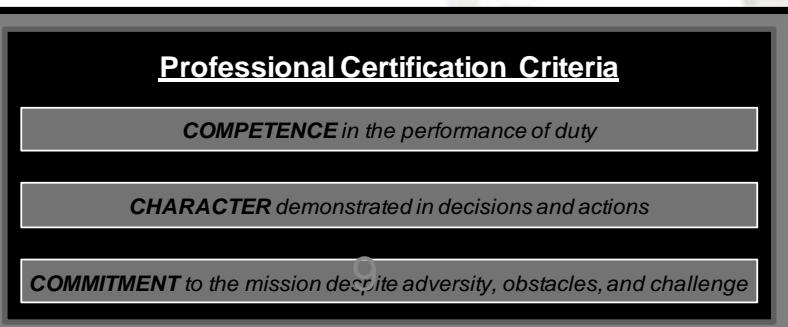 Professional Certification Criteria
COMPETENCE in the performance of duty
CHARACTER demonstrated in decisions and actions
COMMITMENT to the mission despite adversity, obstacles, and challenge
9